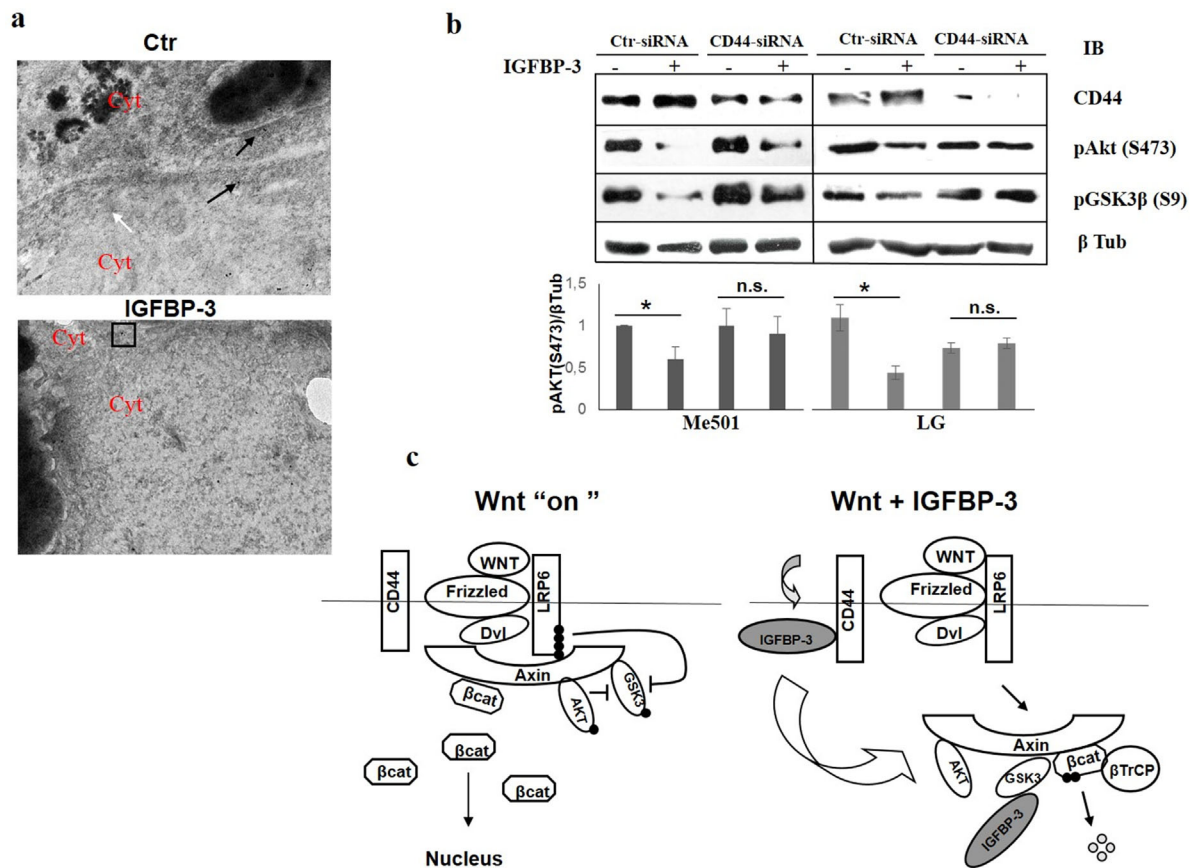 a
Ctr
Cyt
Cyt
IGFBP-3
Cyt
Cyt
b
Ctr-siRNA CD44-siRNA Ctr-siRNA CD44-siRNA IB
IGFBP-3 - + - + - + - +
CD44
pAkt (S473)
pGSK3β (S9)
β Tub
pAKT(S473)/βTub
1,5
1
0,5
0
* n.s. * n.s.
Me501 LG
c
Wnt “on ”
CD44
WNT
Frizzled
LRP6
Dvl
Axin
βcat
AKT
GSK3
βcat
βcat
βcat
Nucleus
Wnt + IGFBP-3
IGFBP-3
CD44
WNT
Frizzled
LRP6
Dvl
Axin
AKT
GSK3
βcat
βTrCP
IGFBP-3